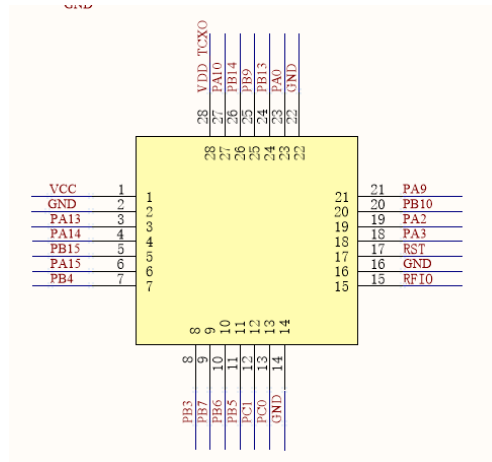 GND
VDD TCXO
PA10
PB14
PB9
PB13
PA0
GND
28 27 26 25 24 23 22
28 27 26 25 24 23 22
VCC 1 1
GND 2 2
PA13 3 3
PA14 4 4
PB15 5 5
PA15 6 6
PB4 7 7
21 21 PA9
20 20 PB10
19 19 PA2
18 18 PA3
17 17 RST
16 16 GND
15 15 RFIO
8 9 10 11 12 13 14
8 9 10 11 12 13 14
PB3
PB7
PB6
PB5
PC1
PC0
GND